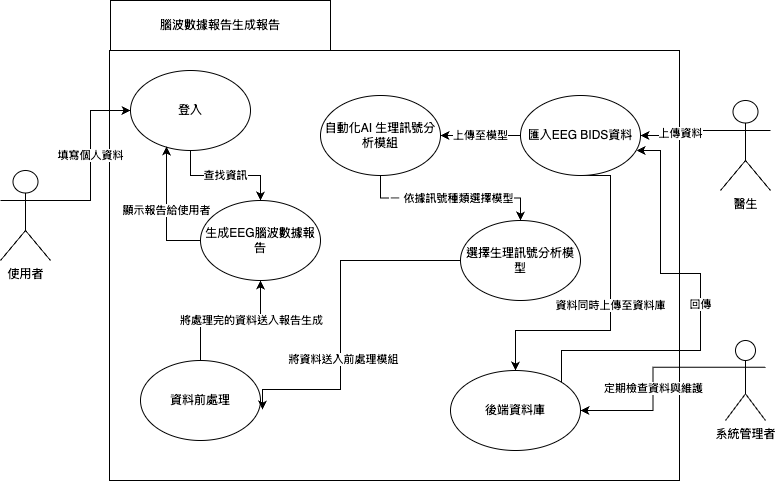 腦波數據報告生成報告
登入
自動化AI 生理訊號分
析模組
上傳至模型
匯入EEG BIDS資料
上傳資料
填寫個人資料
查找資訊
依據訊號種類選擇模型
醫生
顯示報告給使用者
生成EEG腦波數據報
告
選擇生理訊號分析模
型
使用者
資料同時上傳至資料庫
回傳
將處理完的資料送入報告生成
將資料送入前處理模組
定期檢查資料與維護
資料前處理
後端資料庫
系統管理者